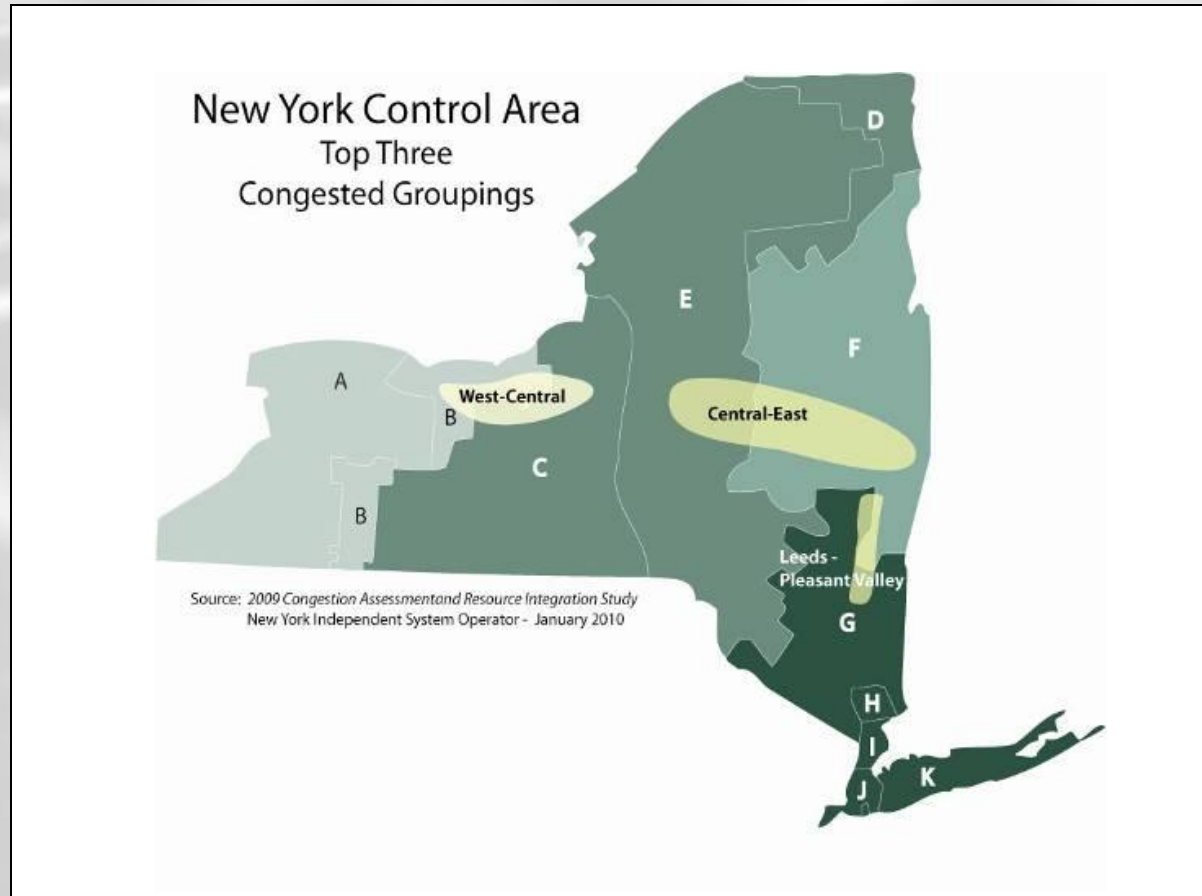 New York Control Area
Top Three
Congested Groupings
D
E
F
A
West-Central
B
Central-East
C
B
Leeds -
Pleasant Valley
Source: 2009 Congestion Assessmentand Resource Integration Study
New York Independent System Operator - January 2010
G
H
I
K
J